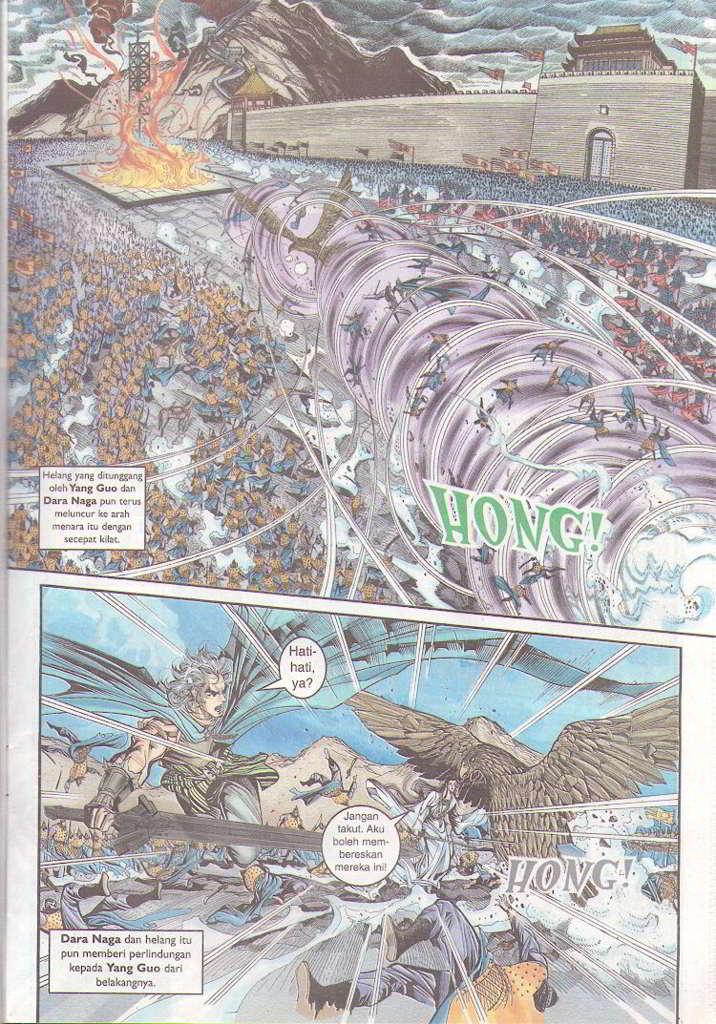 Helang yang ditunggang
oleh Yang Guo dan
Dara Naga pun terus
meluncur ke arah
menara itu dengan
secepat kilat.
HONG!
Hati-
hati,
ya?
Jangan
takut. Aku
boleh mem-
bereskan
mereka ini!
HONG!
Dara Naga dan helang itu
pun memberi perlindungan
kepada Yang Guo dari
belakangnya.